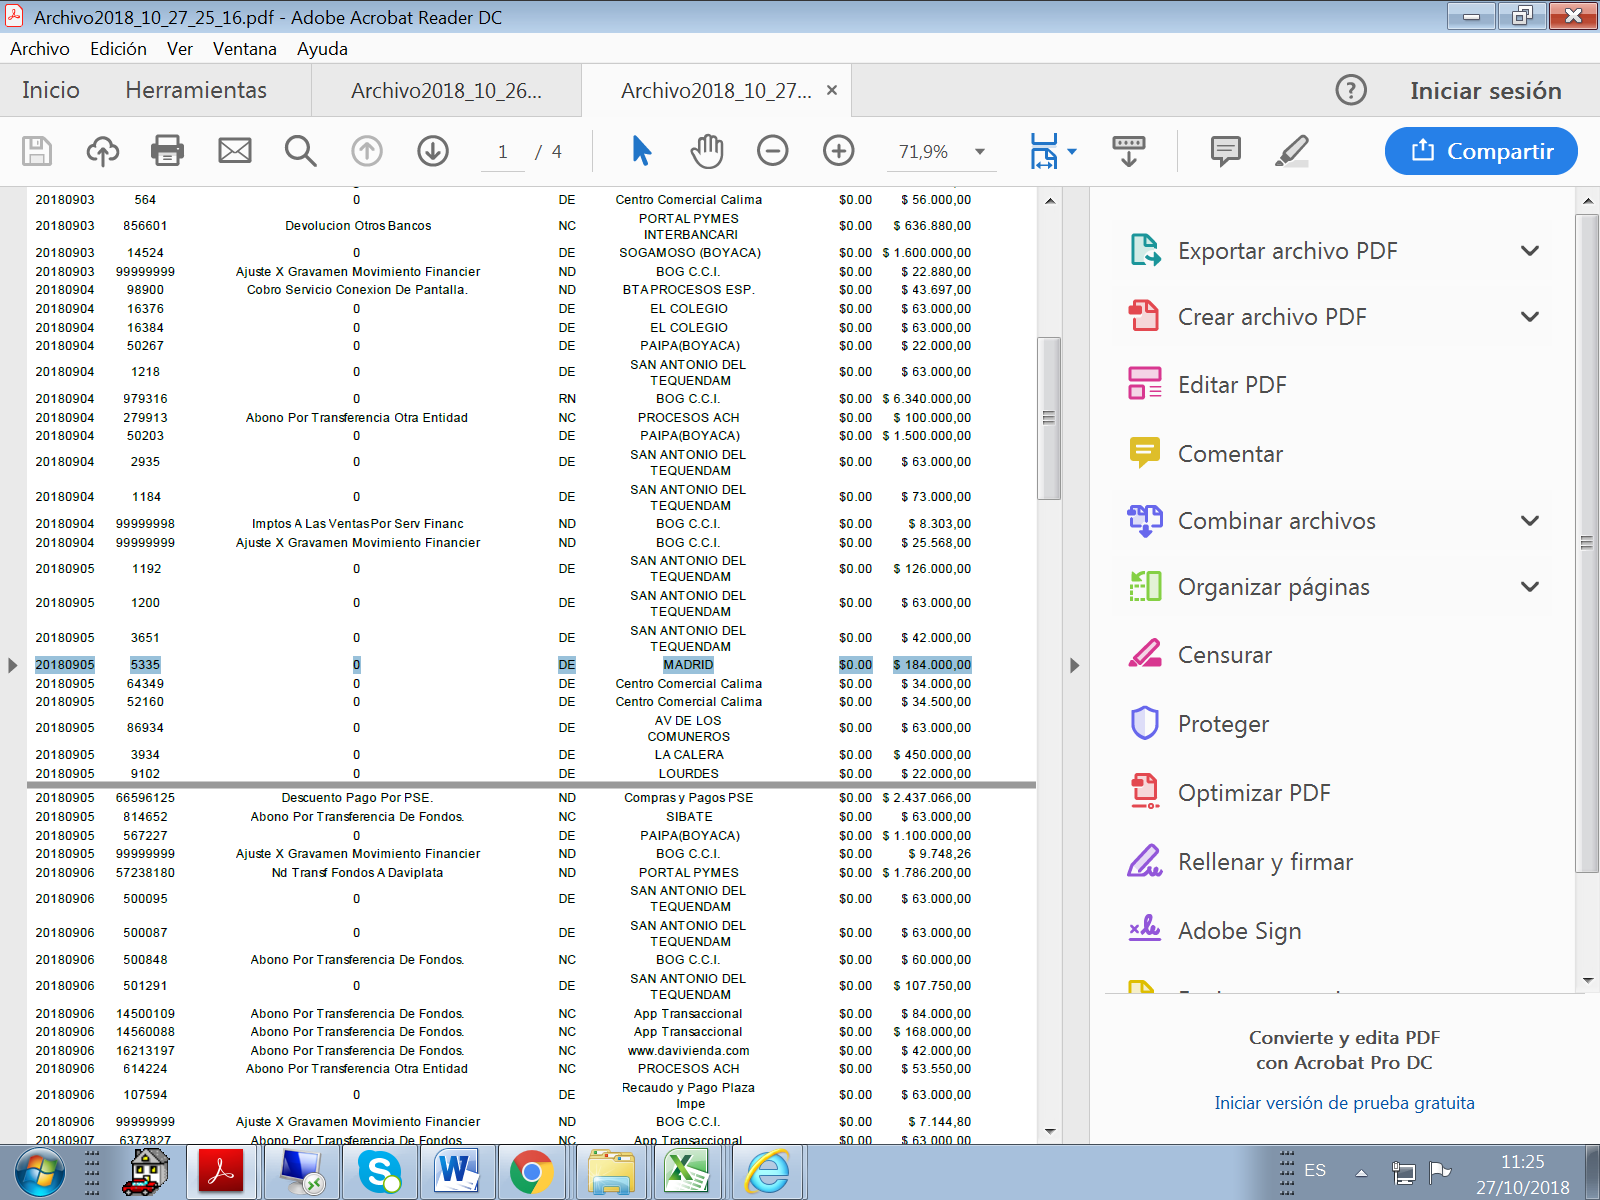 Archivo2018_10_27_25_16.pdf - Adobe Acrobat Reader DC
Archivo Edición Ver Ventana Ayuda
Inicio Herramientas Archivo2018_10_26... Archivo2018_10_27... × ? Iniciar sesión
1 / 4 71,9% Compartir
20180903 564 0 DE Centro Comercial Calima $0.00 $ 56.000,00
20180903 856601 Devolucion Otros Bancos NC PORTAL PYMES INTERBANCARI $0.00 $ 636.880,00
20180903 14524 0 DE SOGAMOSO (BOYACA) $0.00 $ 1.600.000,00
20180903 99999999 Ajuste X Gravamen Movimiento Financier ND BOG C.C.I. $0.00 $ 22.880,00
20180904 98900 Cobro Servicio Conexion De Pantalla. ND BTA PROCESOS ESP. $0.00 $ 43.697,00
20180904 16376 0 DE EL COLEGIO $0.00 $ 63.000,00
20180904 16384 0 DE EL COLEGIO $0.00 $ 63.000,00
20180904 50267 0 DE PAIPA(BOYACA) $0.00 $ 22.000,00
20180904 1218 0 DE SAN ANTONIO DEL TEQUENDAM $0.00 $ 63.000,00
20180904 979316 0 RN BOG C.C.I. $0.00 $ 6.340.000,00
20180904 279913 Abono Por Transferencia Otra Entidad NC PROCESOS ACH $0.00 $ 100.000,00
20180904 50203 0 DE PAIPA(BOYACA) $0.00 $ 1.500.000,00
20180904 2935 0 DE SAN ANTONIO DEL TEQUENDAM $0.00 $ 63.000,00
20180904 1184 0 DE SAN ANTONIO DEL TEQUENDAM $0.00 $ 73.000,00
20180904 99999998 Imptos A Las Ventas Por Serv Financ ND BOG C.C.I. $0.00 $ 8.303,00
20180904 99999999 Ajuste X Gravamen Movimiento Financier ND BOG C.C.I. $0.00 $ 25.568,00
20180905 1192 0 DE SAN ANTONIO DEL TEQUENDAM $0.00 $ 126.000,00
20180905 1200 0 DE SAN ANTONIO DEL TEQUENDAM $0.00 $ 63.000,00
20180905 3651 0 DE SAN ANTONIO DEL TEQUENDAM $0.00 $ 42.000,00
20180905 5335 0 DE MADRID $0.00 $ 184.000,00
20180905 64349 0 DE Centro Comercial Calima $0.00 $ 34.000,00
20180905 52160 0 DE Centro Comercial Calima $0.00 $ 34.500,00
20180905 86934 0 DE AV DE LOS COMUNEROS $0.00 $ 63.000,00
20180905 3934 0 DE LA CALERA $0.00 $ 450.000,00
20180905 9102 0 DE LOURDES $0.00 $ 22.000,00
20180905 66596125 Descuento Pago Por PSE. ND Compras y Pagos PSE $0.00 $ 2.437.066,00
20180905 814652 Abono Por Transferencia De Fondos. NC SIBATE $0.00 $ 63.000,00
20180905 567227 0 DE PAIPA(BOYACA) $0.00 $ 1.100.000,00
20180905 99999999 Ajuste X Gravamen Movimiento Financier ND BOG C.C.I. $0.00 $ 9.748,26
20180906 57238180 Nd Transf Fondos A Daviplata ND PORTAL PYMES $0.00 $ 1.786.200,00
20180906 500095 0 DE SAN ANTONIO DEL TEQUENDAM $0.00 $ 63.000,00
20180906 500087 0 DE SAN ANTONIO DEL TEQUENDAM $0.00 $ 63.000,00
20180906 500848 Abono Por Transferencia De Fondos. NC BOG C.C.I. $0.00 $ 60.000,00
20180906 501291 0 DE SAN ANTONIO DEL TEQUENDAM $0.00 $ 107.750,00
20180906 14500109 Abono Por Transferencia De Fondos. NC App Transaccional $0.00 $ 84.000,00
20180906 14560088 Abono Por Transferencia De Fondos. NC App Transaccional $0.00 $ 168.000,00
20180906 16213197 Abono Por Transferencia De Fondos. NC www.davivienda.com $0.00 $ 42.000,00
20180906 614224 Abono Por Transferencia Otra Entidad NC PROCESOS ACH $0.00 $ 53.550,00
20180906 107594 0 DE Recaudo y Pago Plaza Impe $0.00 $ 63.000,00
20180906 99999999 Ajuste X Gravamen Movimiento Financier ND BOG C.C.I. $0.00 $ 7.144,80
20180907 6373827 Abono Por Transferencia De Fondos NC App Transaccional $0.00 $ 63.000,00
Exportar archivo PDF
Crear archivo PDF
Editar PDF
Comentar
Combinar archivos
Organizar páginas
Censurar
Proteger
Optimizar PDF
Rellenar y firmar
Adobe Sign
Convierte y edita PDF
con Acrobat Pro DC
Iniciar versión de prueba gratuita
ES 11:25
27/10/2018